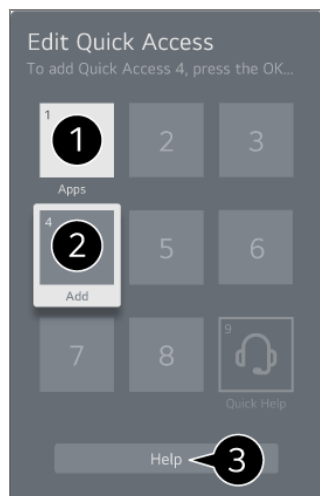 Edit Quick Access
To add Quick Access 4, press the OK...
1
1
2
3
Apps
4
2
5
6
Add
7
8
9
Quick Help
Help
3